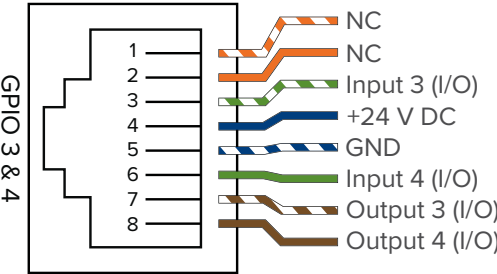 GPIO 3 & 4
1 NC
2 NC
3 Input 3 (I/O)
4 +24 V DC
5 GND
6 Input 4 (I/O)
7 Output 3 (I/O)
8 Output 4 (I/O)